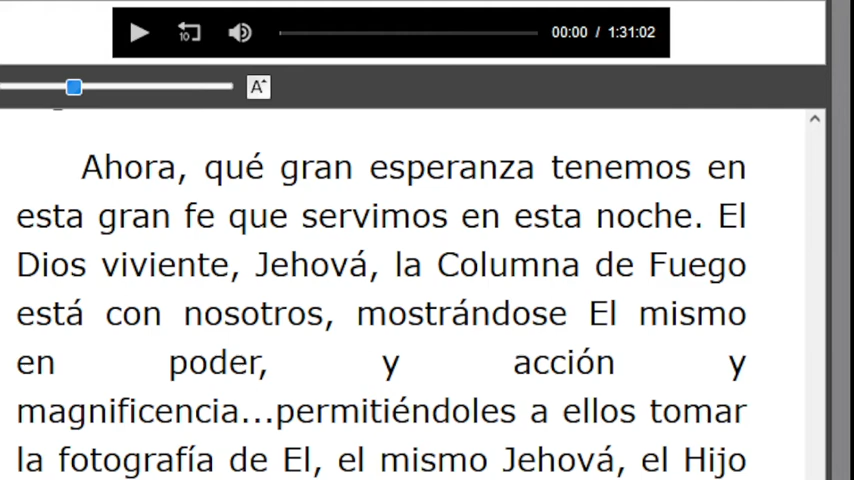 10
00:00 / 1:31:02
A
Ahora, qué gran esperanza tenemos en
esta gran fe que servimos en esta noche. El
Dios viviente, Jehová, la Columna de Fuego
está con nosotros, mostrándose El mismo
en poder, y acción y
magnificencia...permitiéndoles a ellos tomar
la fotografía de El, el mismo Jehová, el Hijo